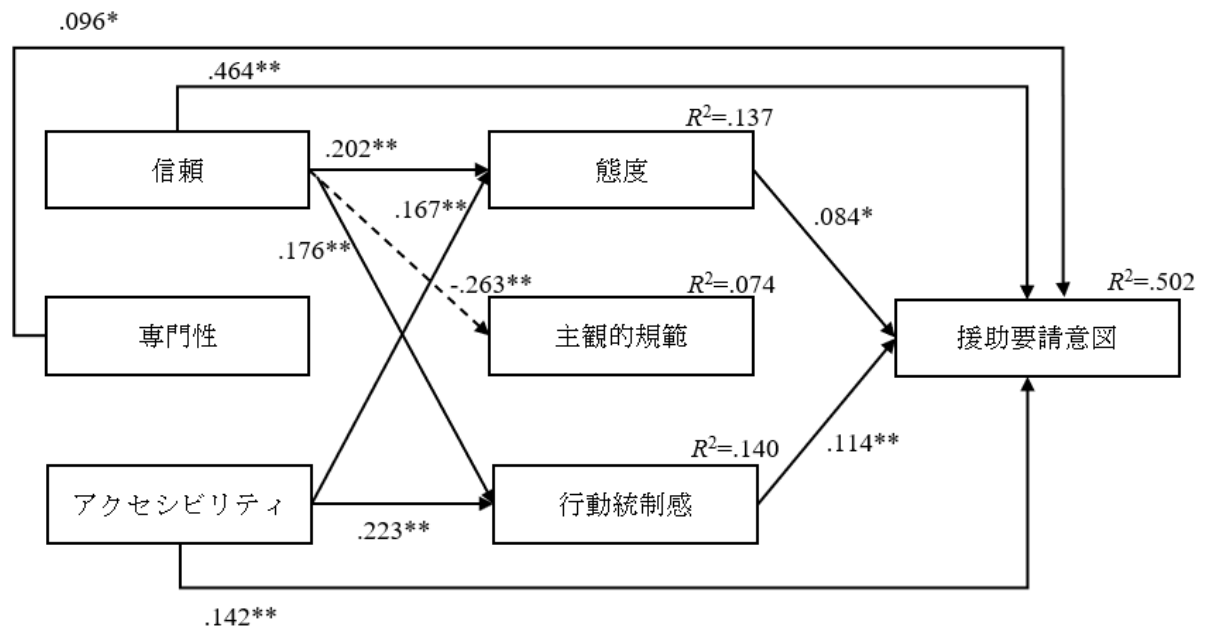 .096*
.464**
R²=.137
信頼
.202**
態度
.167**
.084*
.176**
-.263**
R²=.074
R²=.502
専門性
主観的規範
援助要請意図
R²=.140
.114**
アクセシビリティ
行動統制感
.223**
.142**